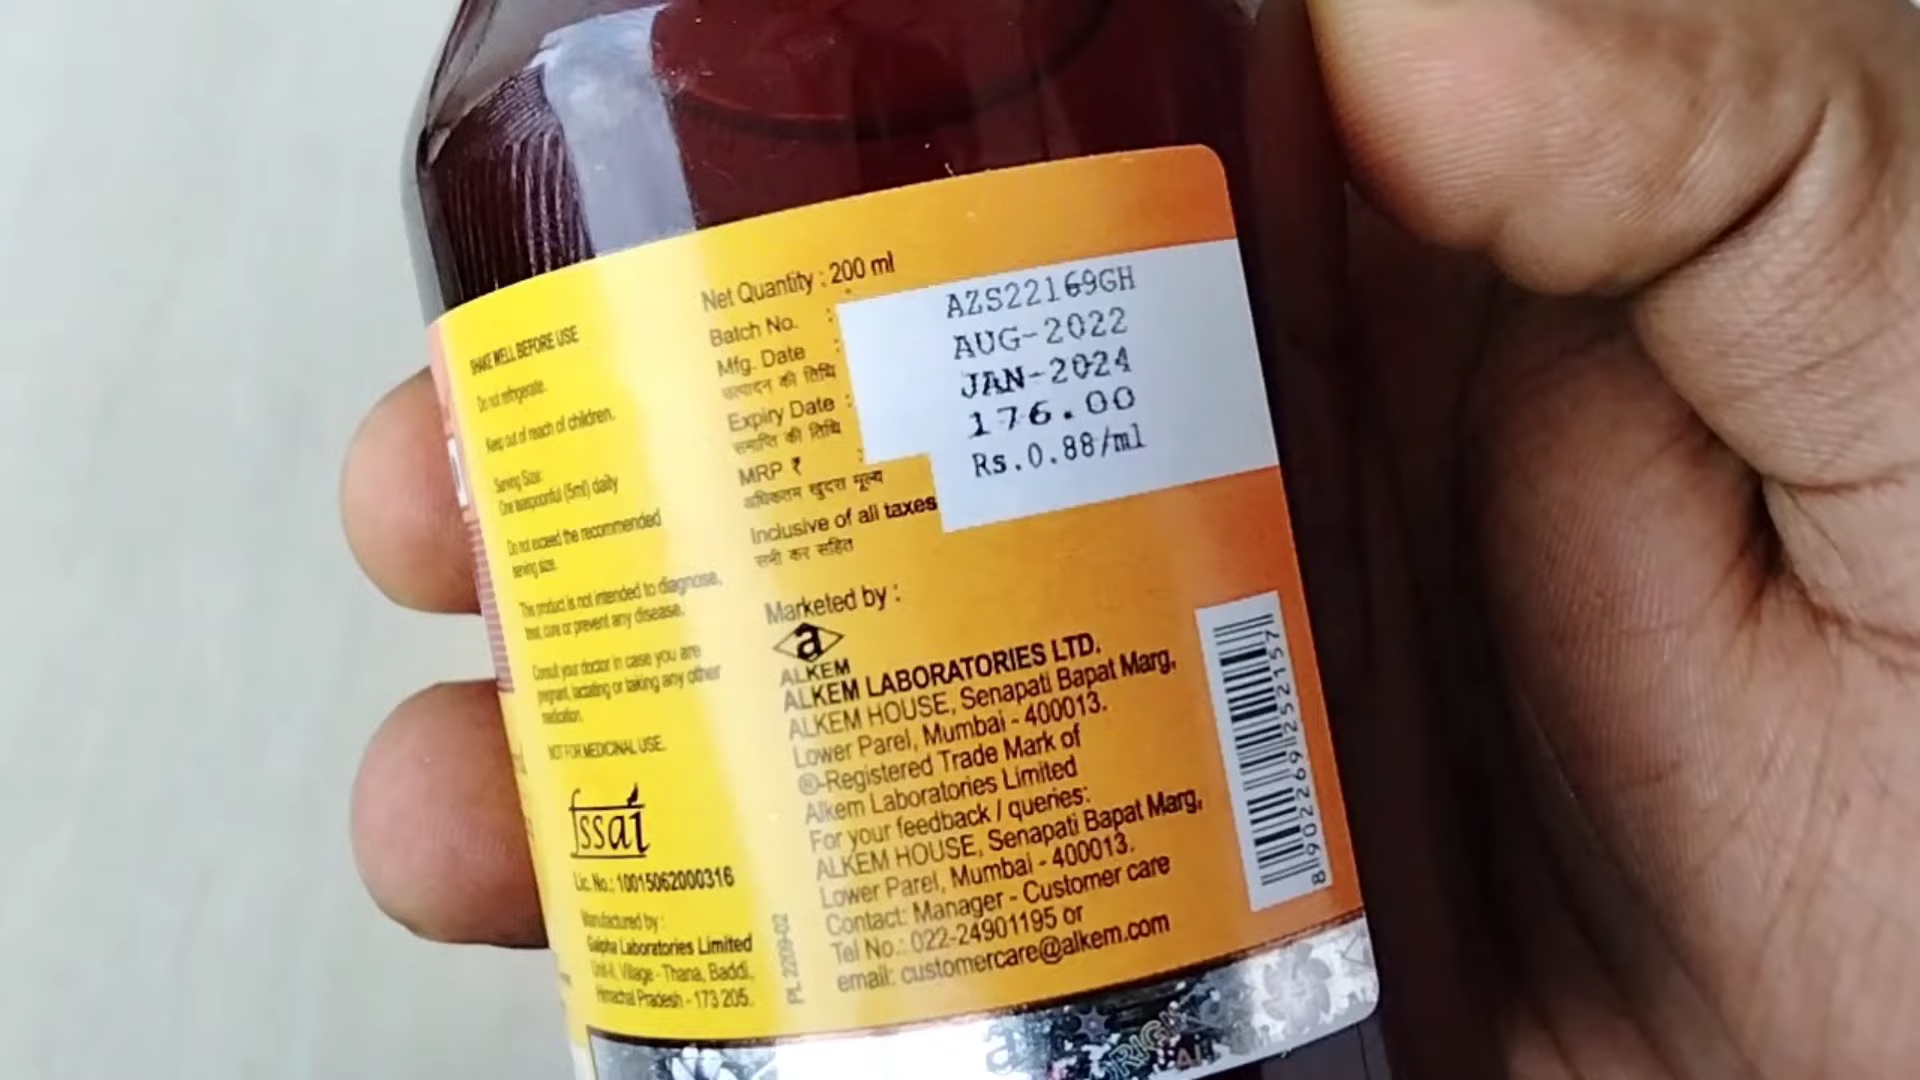 SHAKE WELL BEFORE USE
Do not refrigerate.
Keep out of reach of children.
Serving Size:
One teaspoonful (5ml) daily
Do not exceed the recommended
serving size.
This product is not intended to diagnose,
treat, cure or prevent any disease.
Consult your doctor in case you are
pregnant, lactating or taking any other
medication.
NOT FOR MEDICINAL USE.
fssai
Lic. No.: 10015062000316
Manufactured by :
Galpha Laboratories Limited
Unit-II, Village - Thana, Baddi,
Himachal Pradesh - 173 205.
PL 2209-02
Net Quantity : 200 ml
Batch No. : AZS22169GH
Mfg. Date : AUG-2022
उत्पादन की तिथि
Expiry Date : JAN-2024
समाप्ति की तिथि
MRP ₹ : 176.00
अधिकतम खुदरा मूल्य Rs.0.88/ml
Inclusive of all taxes
सभी कर सहित
Marketed by :
a
ALKEM
ALKEM LABORATORIES LTD.
ALKEM HOUSE, Senapati Bapat Marg,
Lower Parel, Mumbai - 400013.
®-Registered Trade Mark of
Alkem Laboratories Limited
For your feedback / queries:
ALKEM HOUSE, Senapati Bapat Marg,
Lower Parel, Mumbai - 400013.
Contact: Manager - Customer care
Tel No.: 022-24901195 or
email: customercare@alkem.com
8902269252157